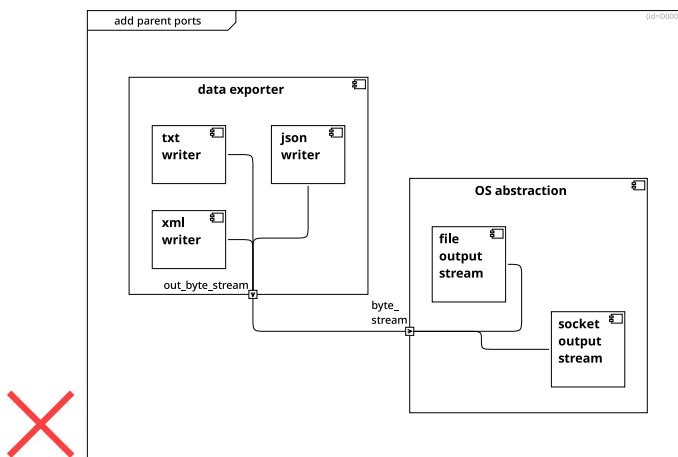 add parent ports
{id=D000
data exporter
txt
writer
json
writer
xml
writer
out_byte_stream
OS abstraction
file
output
stream
byte_
stream
socket
output
stream